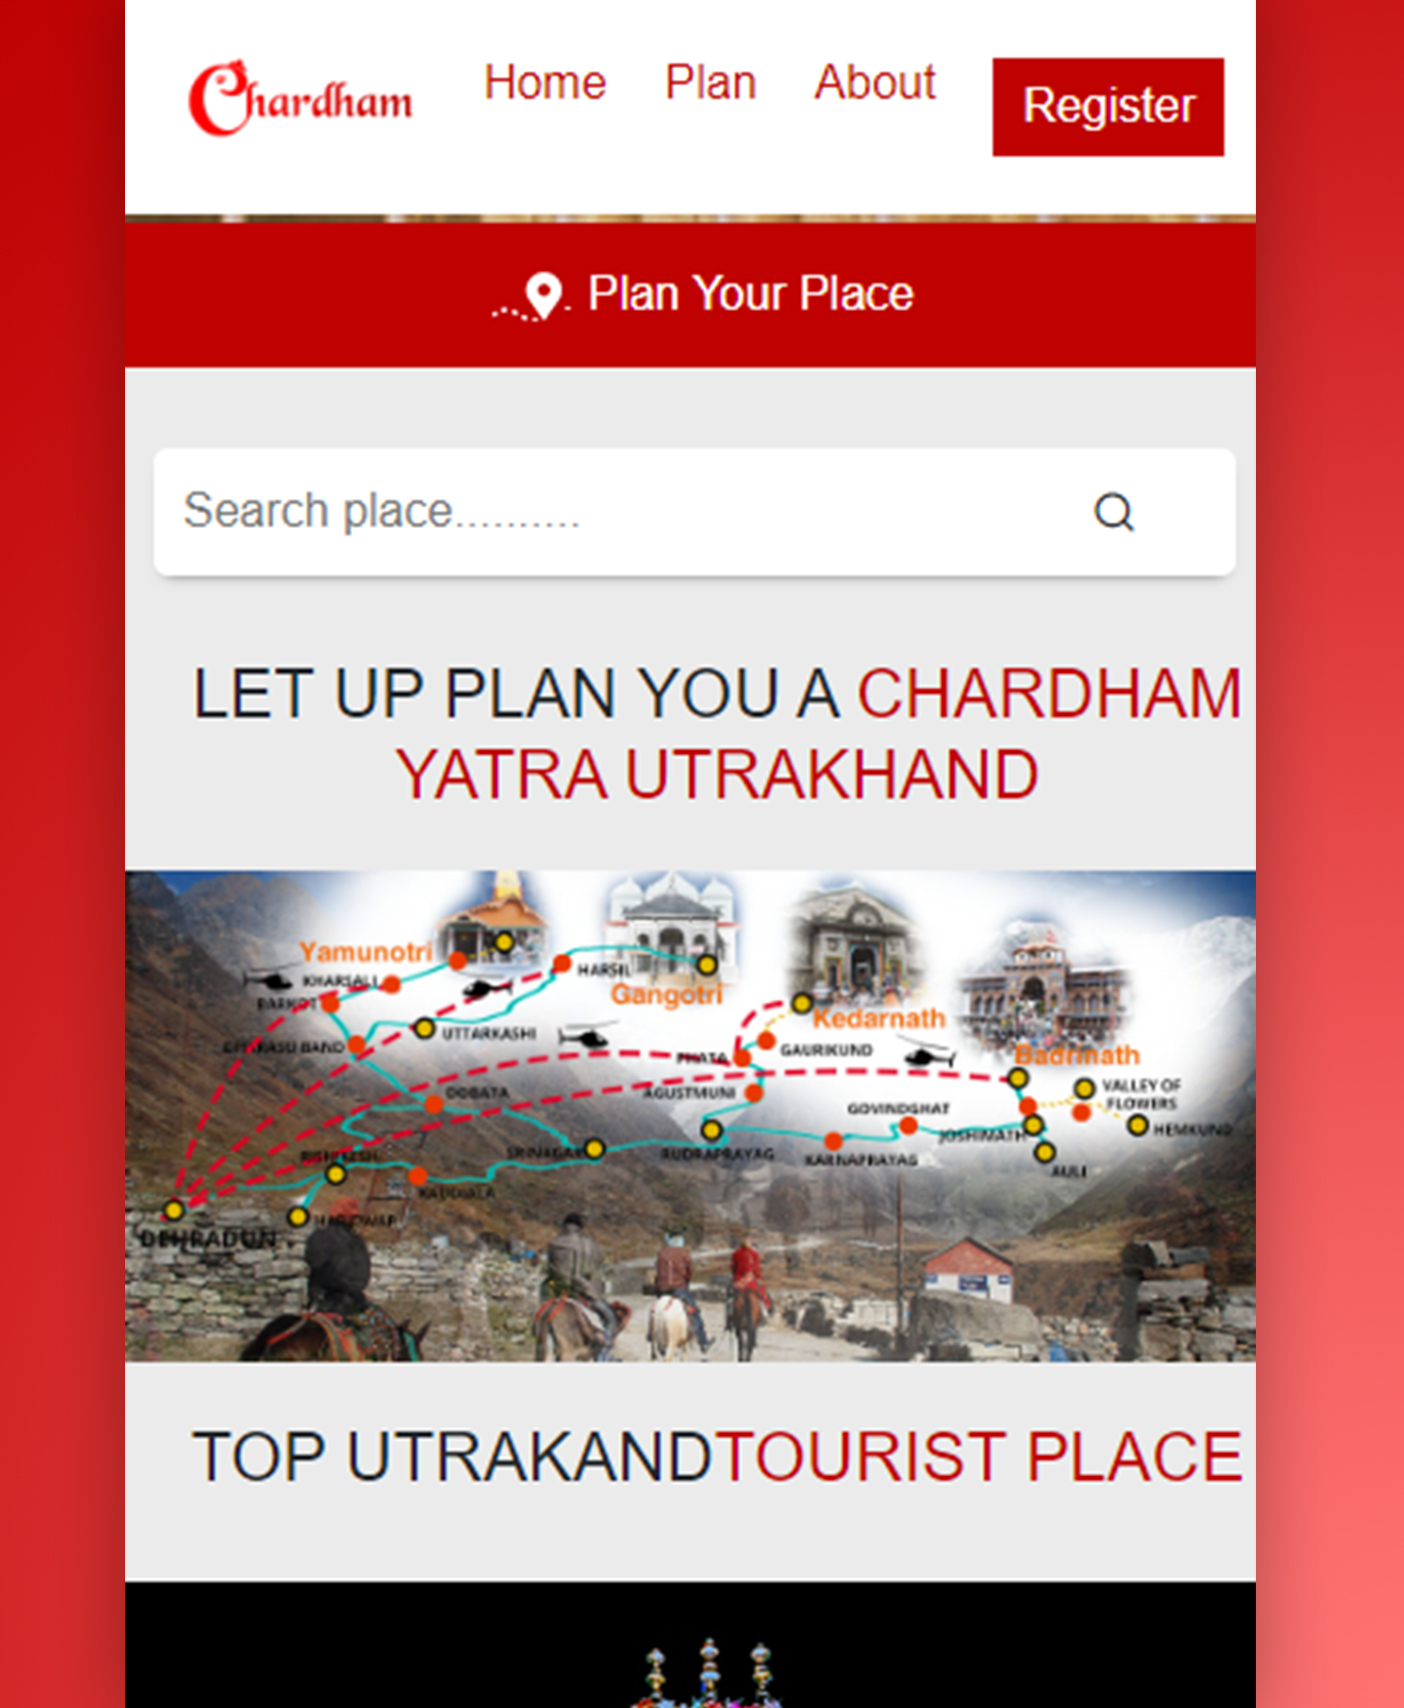 Chardham
Home
Plan
About
Register
Plan Your Place
Search place..........
LET UP PLAN YOU A CHARDHAM
YATRA UTRAKHAND
Yamunotri
KHARSALI
BARKOT
HARSIL
Gangotri
UTTARKASHI
BAND
Kedarnath
GAURIKUND
PHATA
Badrinath
DOBATA
AGUSTMUNI
VALLEY OF
FLOWERS
GOVINDGHAT
JOSHIMATH
HEMKUND
RISHIKESH
SRINAGAR
RUDRAPRAYAG
KARNAPRAYAG
AULI
KAUDIALA
HARIDWAR
DEHRADUN
TOP UTRAKANDTOURIST PLACE